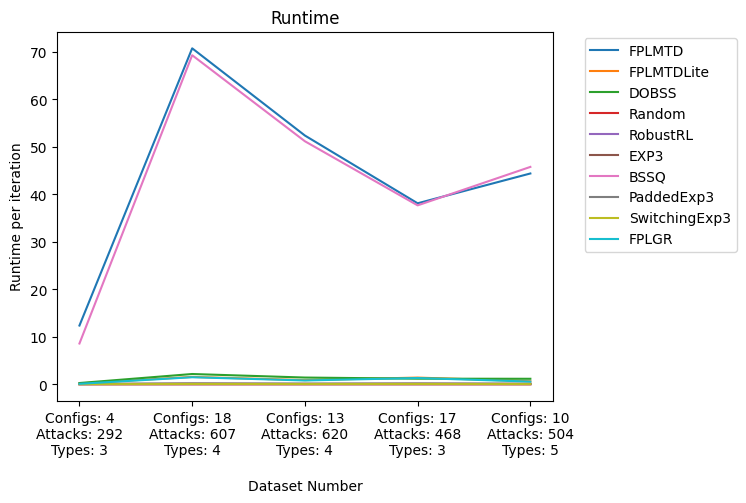 Runtime
Runtime per iteration
70
60
50
40
30
20
10
0
Configs: 4
Attacks: 292
Types: 3
Configs: 18
Attacks: 607
Types: 4
Configs: 13
Attacks: 620
Types: 4
Configs: 17
Attacks: 468
Types: 3
Configs: 10
Attacks: 504
Types: 5
Dataset Number
FPLMTD
FPLMTDLite
DOBSS
Random
RobustRL
EXP3
BSSQ
PaddedExp3
SwitchingExp3
FPLGR